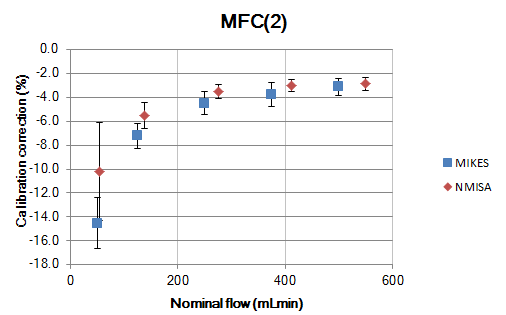 MFC(2)
0.0
-2.0
-4.0
-6.0
-8.0
-10.0
-12.0
-14.0
-16.0
-18.0
Calibration correction (%)
0 200 400 600
Nominal flow (mLmin)
MIKES
NMISA